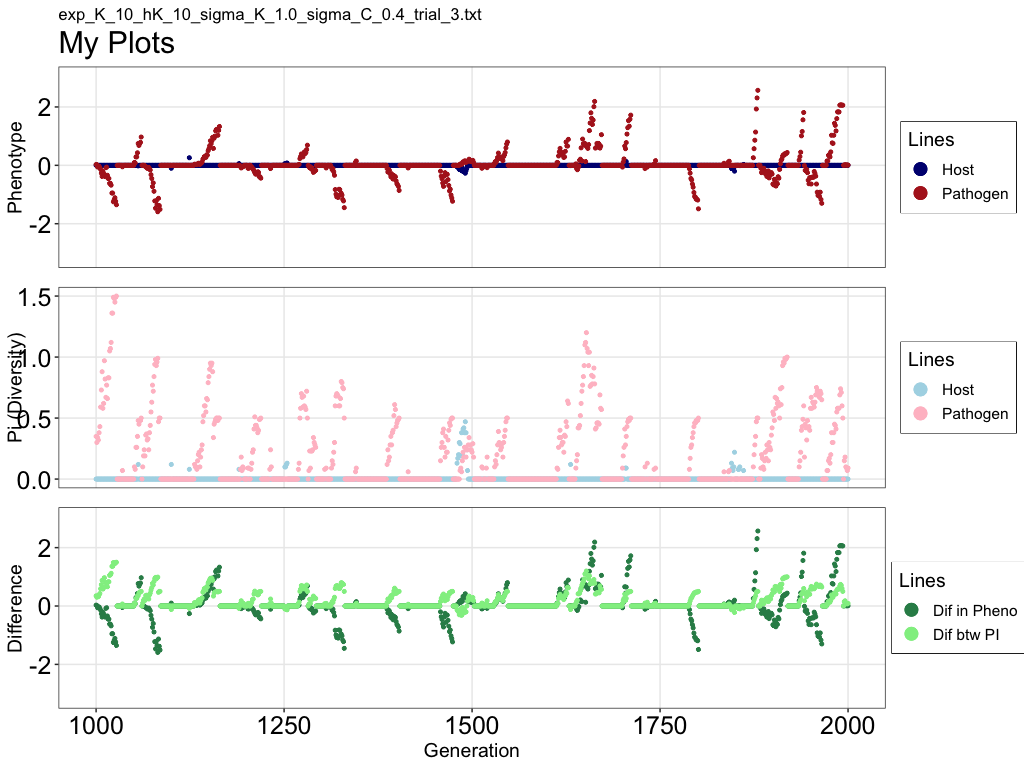 exp_K_10_hK_10_sigma_K_1.0_sigma_C_0.4_trial_3.txt
My Plots
Phenotype
2
0
-2
Lines
Host
Pathogen
Pi (Diversity)
1.5
1.0
0.5
0.0
Lines
Host
Pathogen
Difference
2
0
-2
Lines
Dif in Pheno
Dif btw PI
1000 1250 1500 1750 2000
Generation